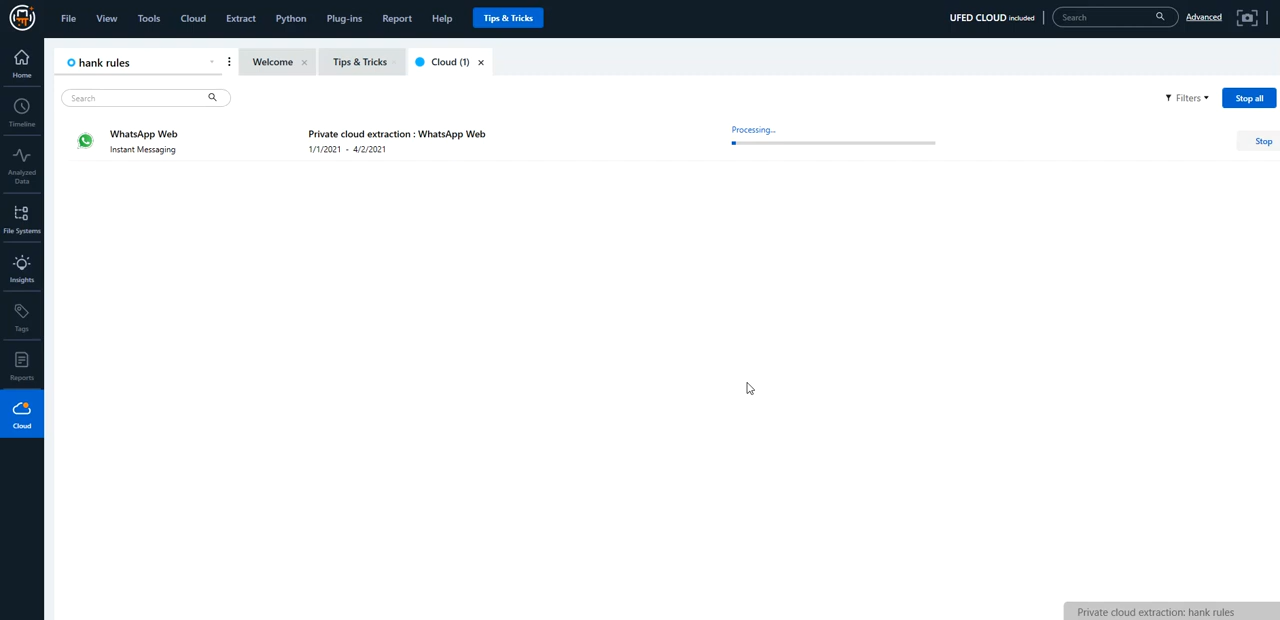 File View Tools Cloud Extract Python Plug-ins Report Help Tips & Tricks UFED CLOUD included Search Advanced
Home
Timeline
Analyzed
Data
File Systems
Insights
Tags
Reports
Cloud
hank rules Welcome Tips & Tricks Cloud (1)
Search Filters Stop all
WhatsApp Web Private cloud extraction : WhatsApp Web Processing...
Instant Messaging 1/1/2021 - 4/2/2021 Stop
Private cloud extraction: hank rules